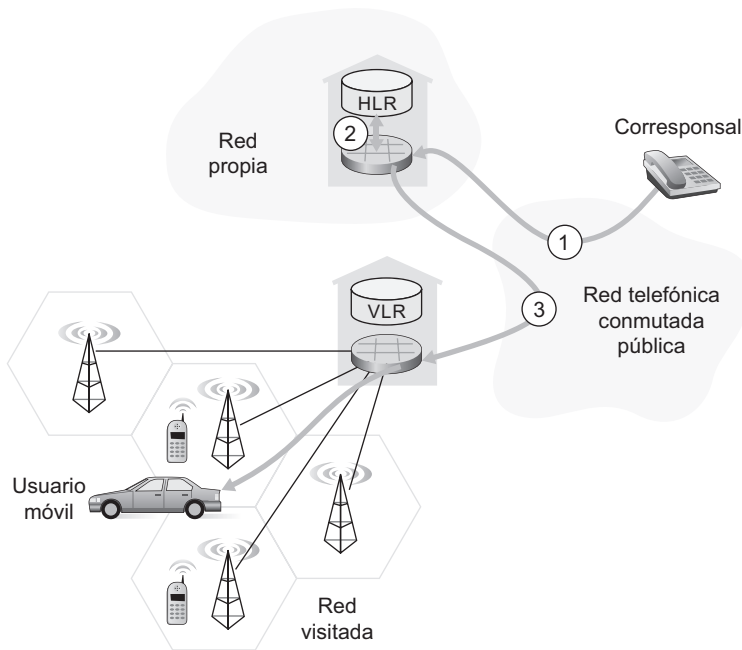 HLR
2
Red
propia
Corresponsal
1
VLR
3
Red telefónica
conmutada
pública
Usuario
móvil
Red
visitada